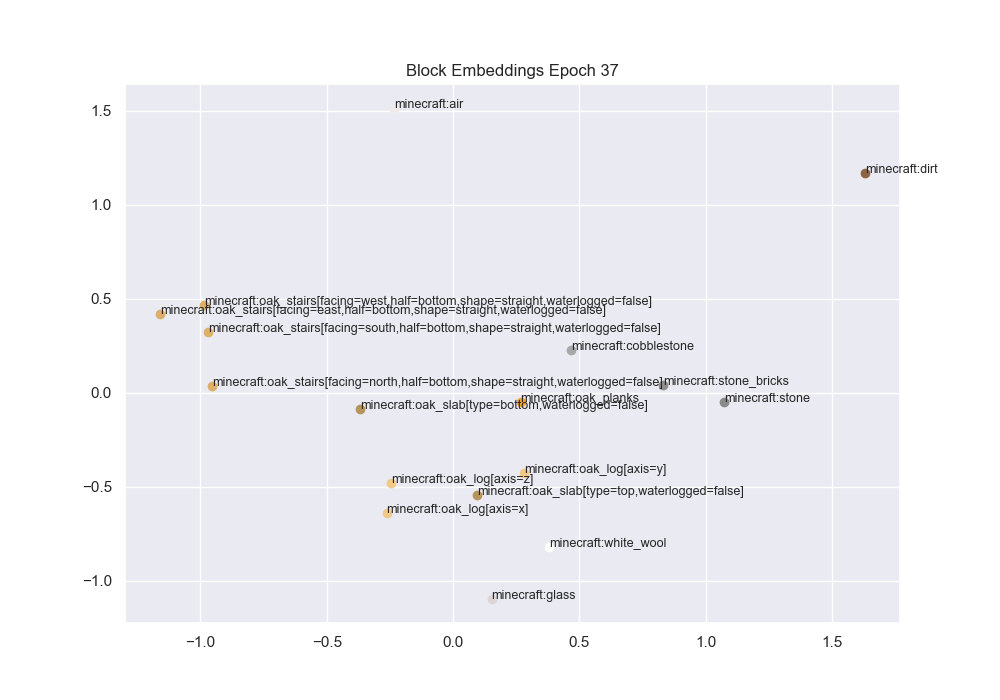 Block Embeddings Epoch 37
1.5
minecraft:air
minecraft:dirt
1.0
0.5
minecraft:oak_stairs[facing=west,half=bottom,shape=straight,waterlogged=false]
minecraft:oak_stairs[facing=east,half=bottom,shape=straight,waterlogged=false]
minecraft:oak_stairs[facing=south,half=bottom,shape=straight,waterlogged=false]
minecraft:cobblestone
minecraft:oak_stairs[facing=north,half=bottom,shape=straight,waterlogged=false]
minecraft:stone_bricks
0.0
minecraft:oak_planks
minecraft:stone
minecraft:oak_slab[type=bottom,waterlogged=false]
minecraft:oak_log[axis=y]
minecraft:oak_log[axis=z]
−0.5
minecraft:oak_slab[type=top,waterlogged=false]
minecraft:oak_log[axis=x]
minecraft:white_wool
−1.0
minecraft:glass
−1.0 −0.5 0.0 0.5 1.0 1.5